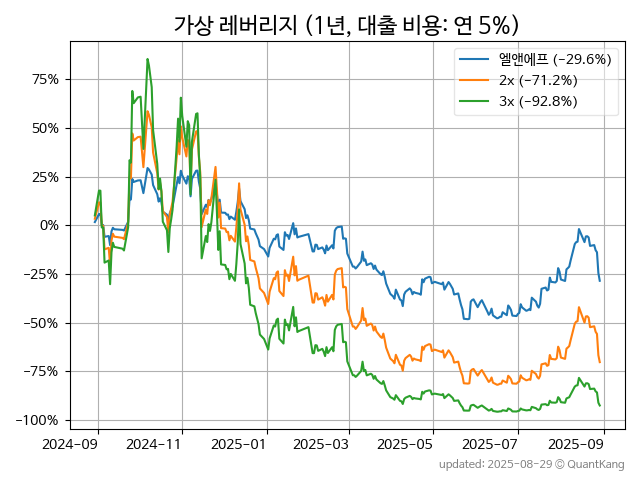 가상 레버리지 (1년, 대출 비용: 연 5%)
엘앤에프 (-29.6%)
2x (-71.2%)
3x (-92.8%)
75%
50%
25%
0%
−25%
−50%
−75%
−100%
2024-09 2024-11 2025-01 2025-03 2025-05 2025-07 2025-09
updated: 2025-08-29 © QuantKang